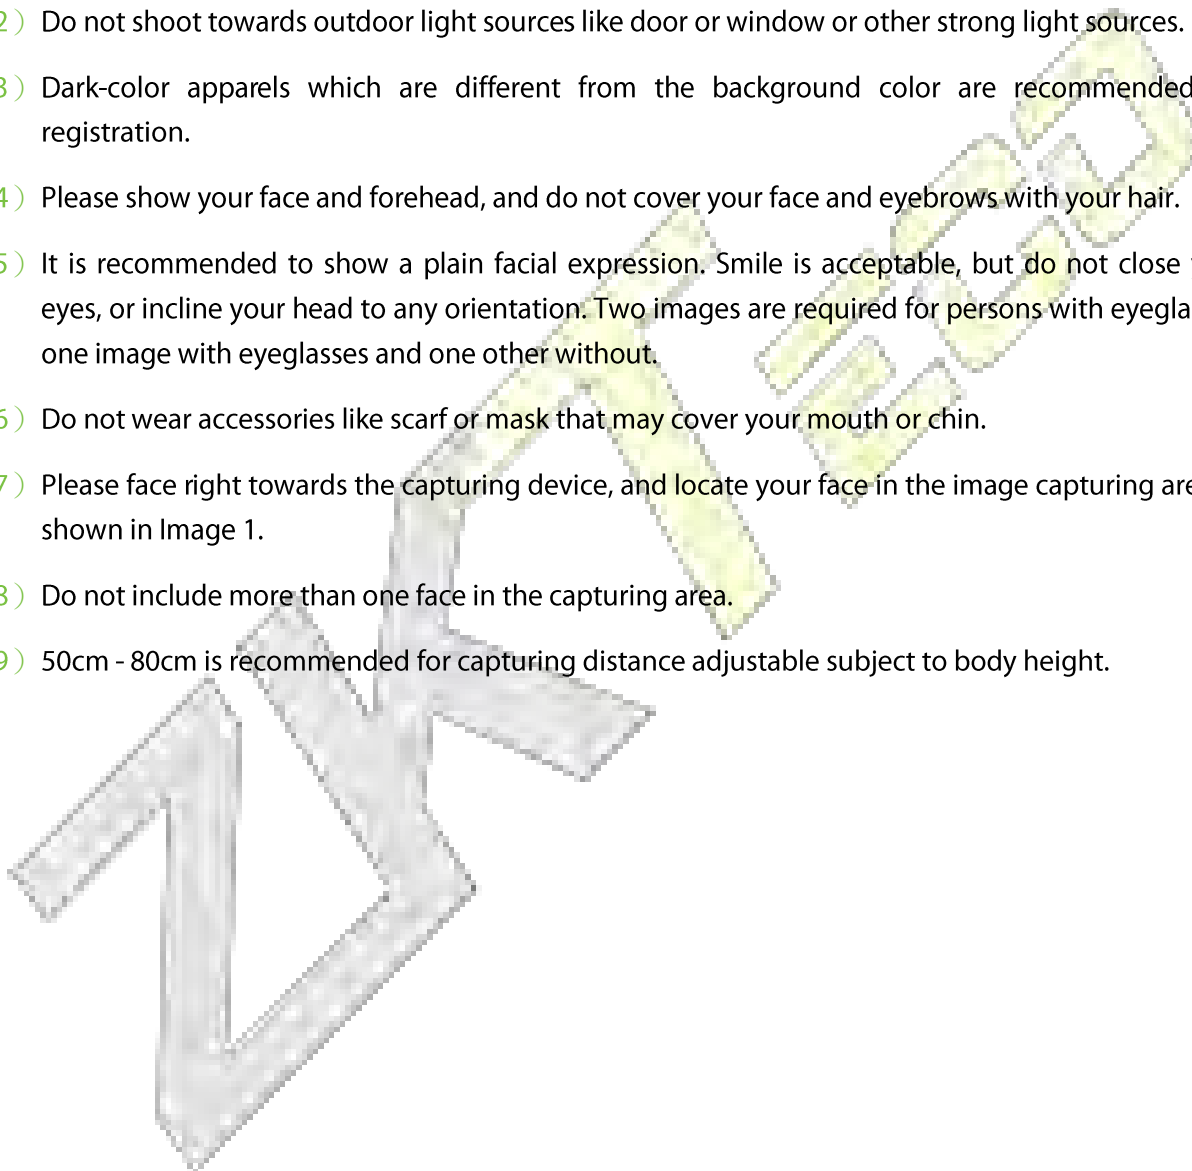 2） Do not shoot towards outdoor light sources like door or window or other strong light sources.
3） Dark-color apparels which are different from the background color are recommended
registration.
4） Please show your face and forehead, and do not cover your face and eyebrows with your hair.
5） It is recommended to show a plain facial expression. Smile is acceptable, but do not close
eyes, or incline your head to any orientation. Two images are required for persons with eyegla
one image with eyeglasses and one other without.
6） Do not wear accessories like scarf or mask that may cover your mouth or chin.
7） Please face right towards the capturing device, and locate your face in the image capturing are
shown in Image 1.
8） Do not include more than one face in the capturing area.
9） 50cm - 80cm is recommended for capturing distance adjustable subject to body height.
ZKTECO